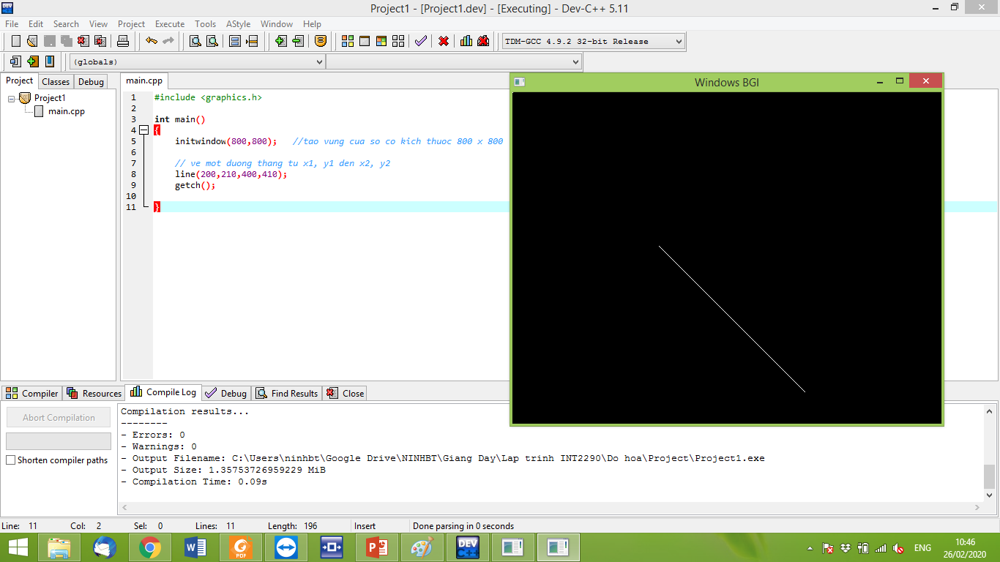 Project1 - [Project1.dev] - [Executing] - Dev-C++ 5.11
File Edit Search View Project Execute Tools AStyle Window Help
TDM-GCC 4.9.2 32-bit Release
(globals)
Project Classes Debug
main.cpp
Project1
main.cpp
1 #include <graphics.h>
2
3 int main()
4 {
5 initwindow(800,800); //tao vung cua so co kich thuoc 800 x 800
6
7 // ve mot duong thang tu x1, y1 den x2, y2
8 line(200,210,400,410);
9 getch();
10
11 }
Windows BGI
Compiler Resources Compile Log Debug Find Results Close
Abort Compilation
Shorten compiler paths
Compilation results...
--------
- Errors: 0
- Warnings: 0
- Output Filename: C:\Users\ninhbt\Google Drive\NINHBT\Giang Day\Lap trinh INT2290\Do hoa\Project\Project1.exe
- Output Size: 1.35753726959229 MiB
- Compilation Time: 0.09s
Line: 11 Col: 2 Sel: 0 Lines: 11 Length: 196 Insert Done parsing in 0 seconds
PDF
DEV
C++
ENG
10:46
26/02/2020